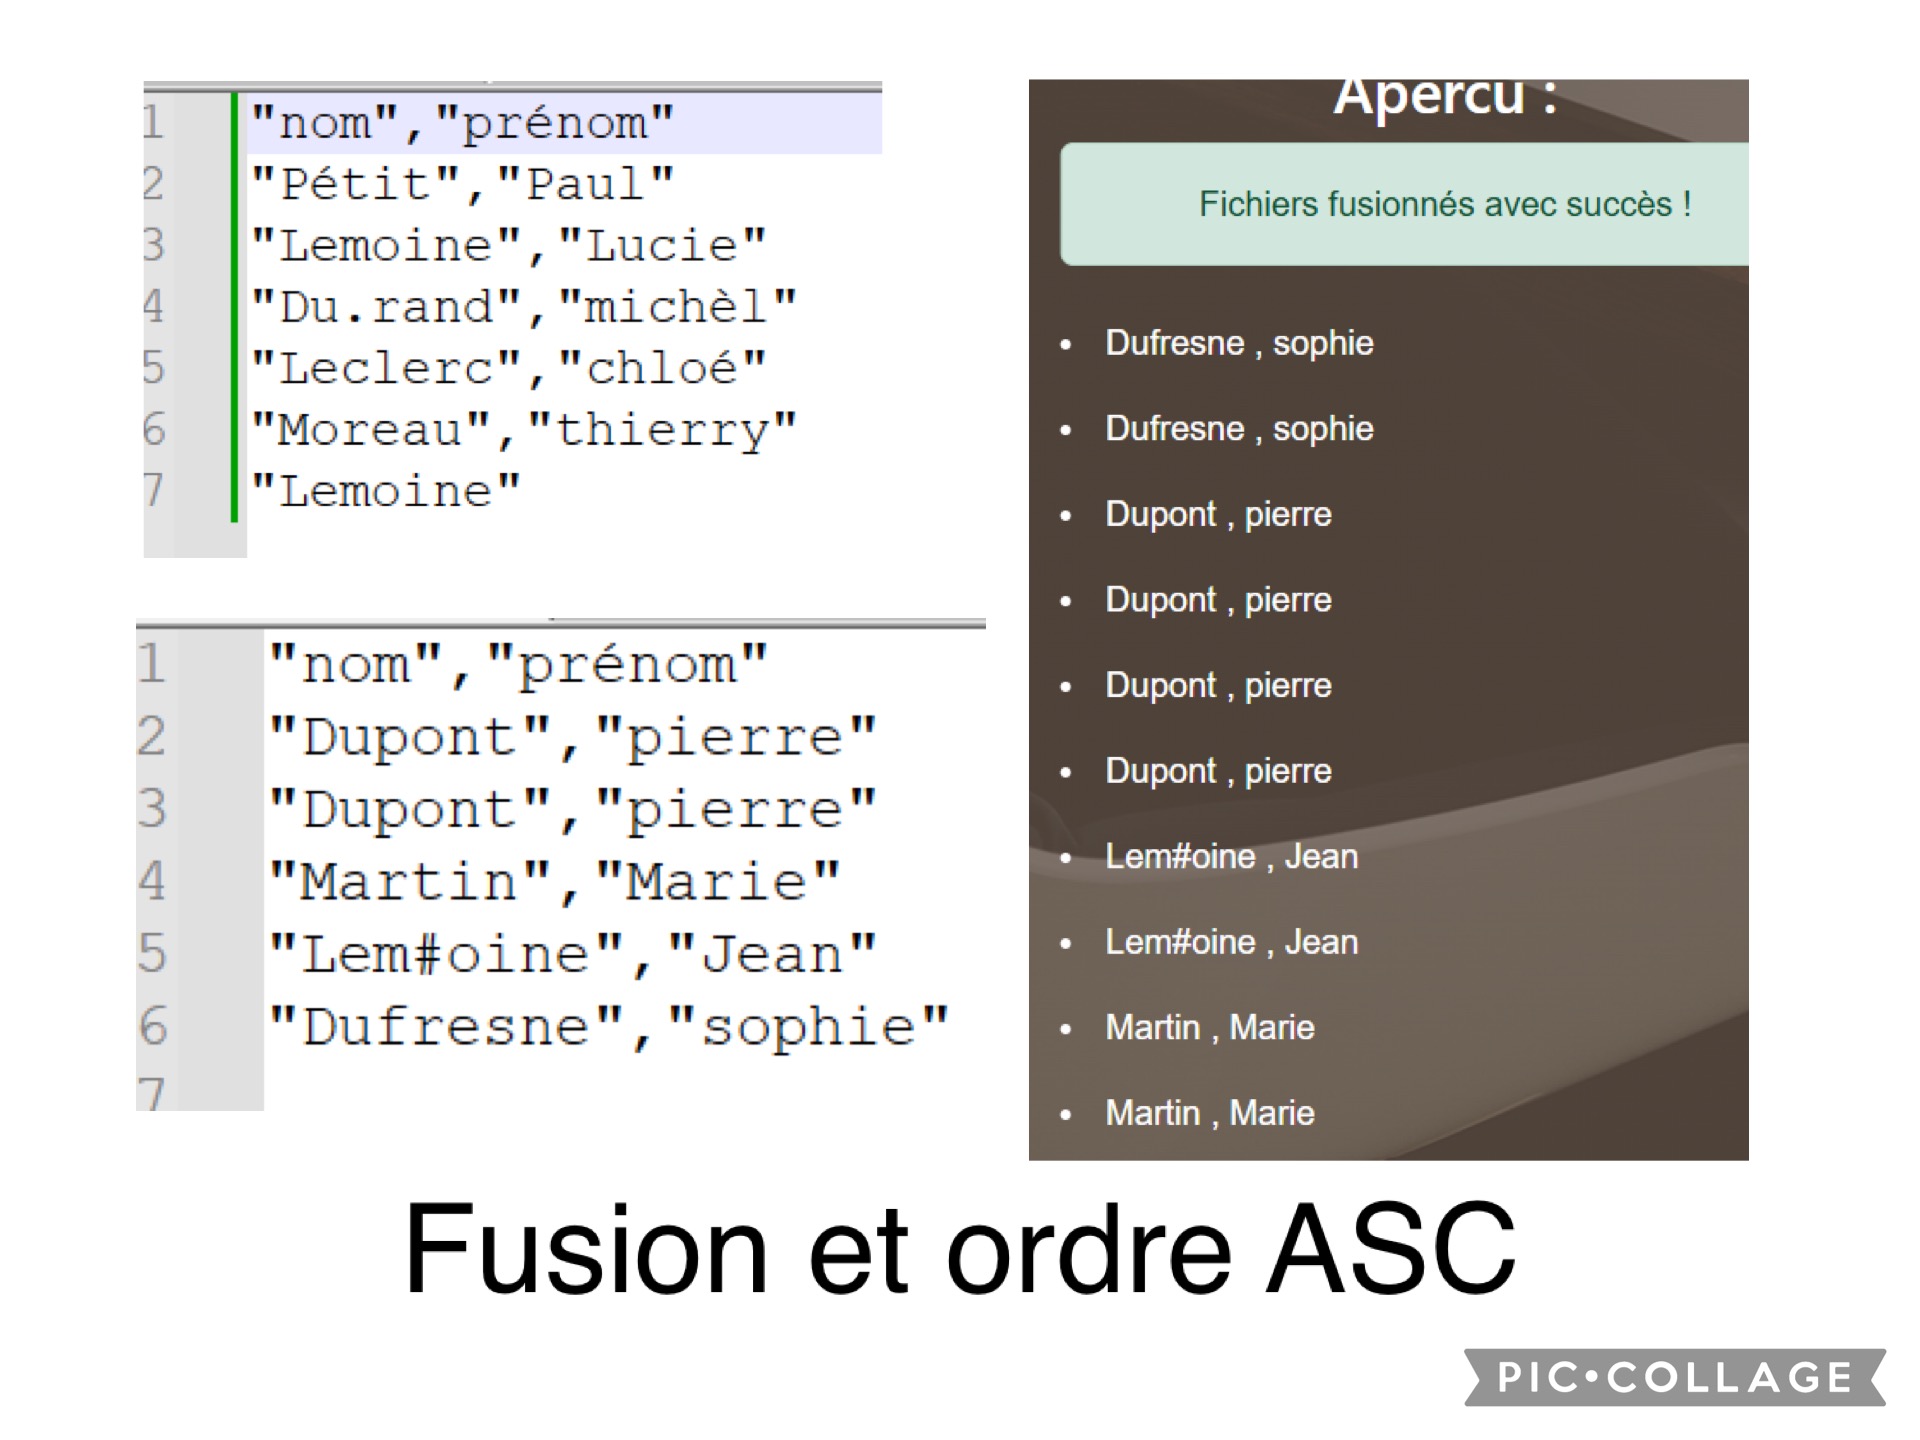 1 "nom","prénom"
2 "Pétit","Paul"
3 "Lemoine","Lucie"
4 "Du.rand","michèl"
5 "Leclerc","chloé"
6 "Moreau","thierry"
7 "Lemoine"
1 "nom","prénom"
2 "Dupont","pierre"
3 "Dupont","pierre"
4 "Martin","Marie"
5 "Lem#oine","Jean"
6 "Dufresne","sophie"
7
Apercu :
Fichiers fusionnés avec succès !
• Dufresne , sophie
• Dufresne , sophie
• Dupont , pierre
• Dupont , pierre
• Dupont , pierre
• Dupont , pierre
• Lem#oine , Jean
• Lem#oine , Jean
• Martin , Marie
• Martin , Marie
Fusion et ordre ASC
PIC•COLLAGE